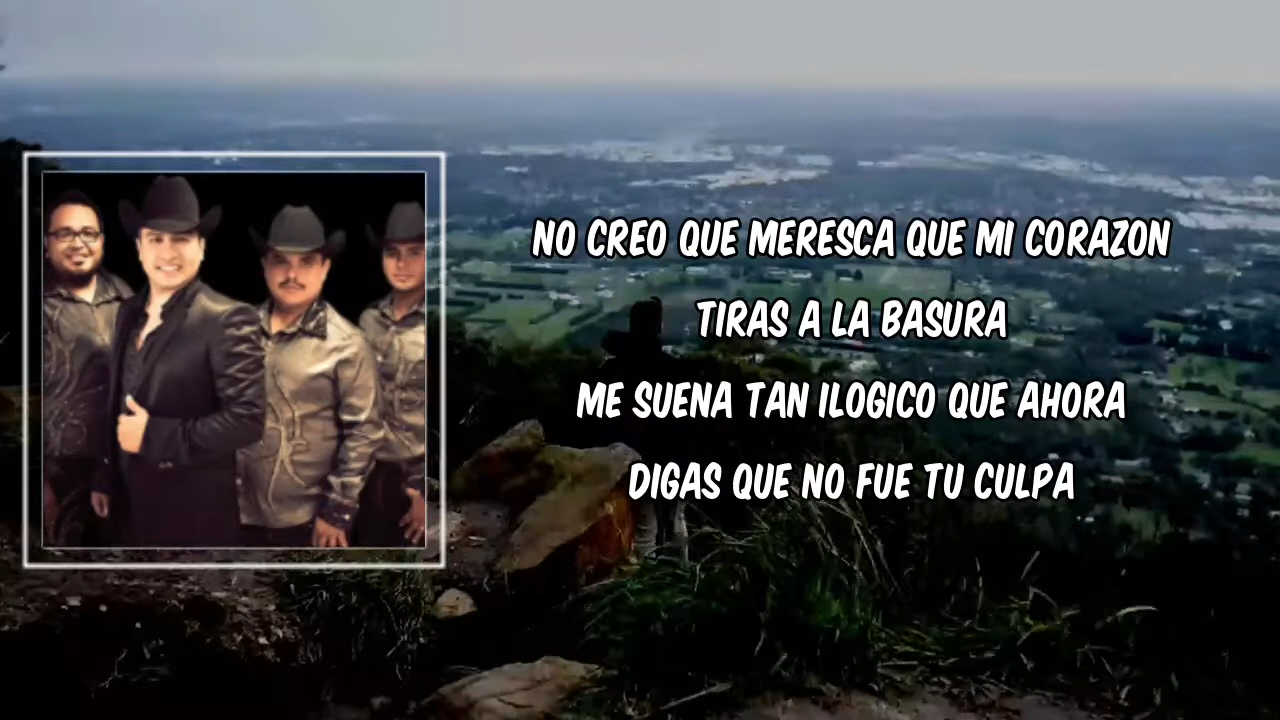 NO CREO QUE MERESCA QUE MI CORAZON
TIRAS A LA BASURA
ME SUENA TAN ILOGICO QUE AHORA
DIGAS QUE NO FUE TU CULPA